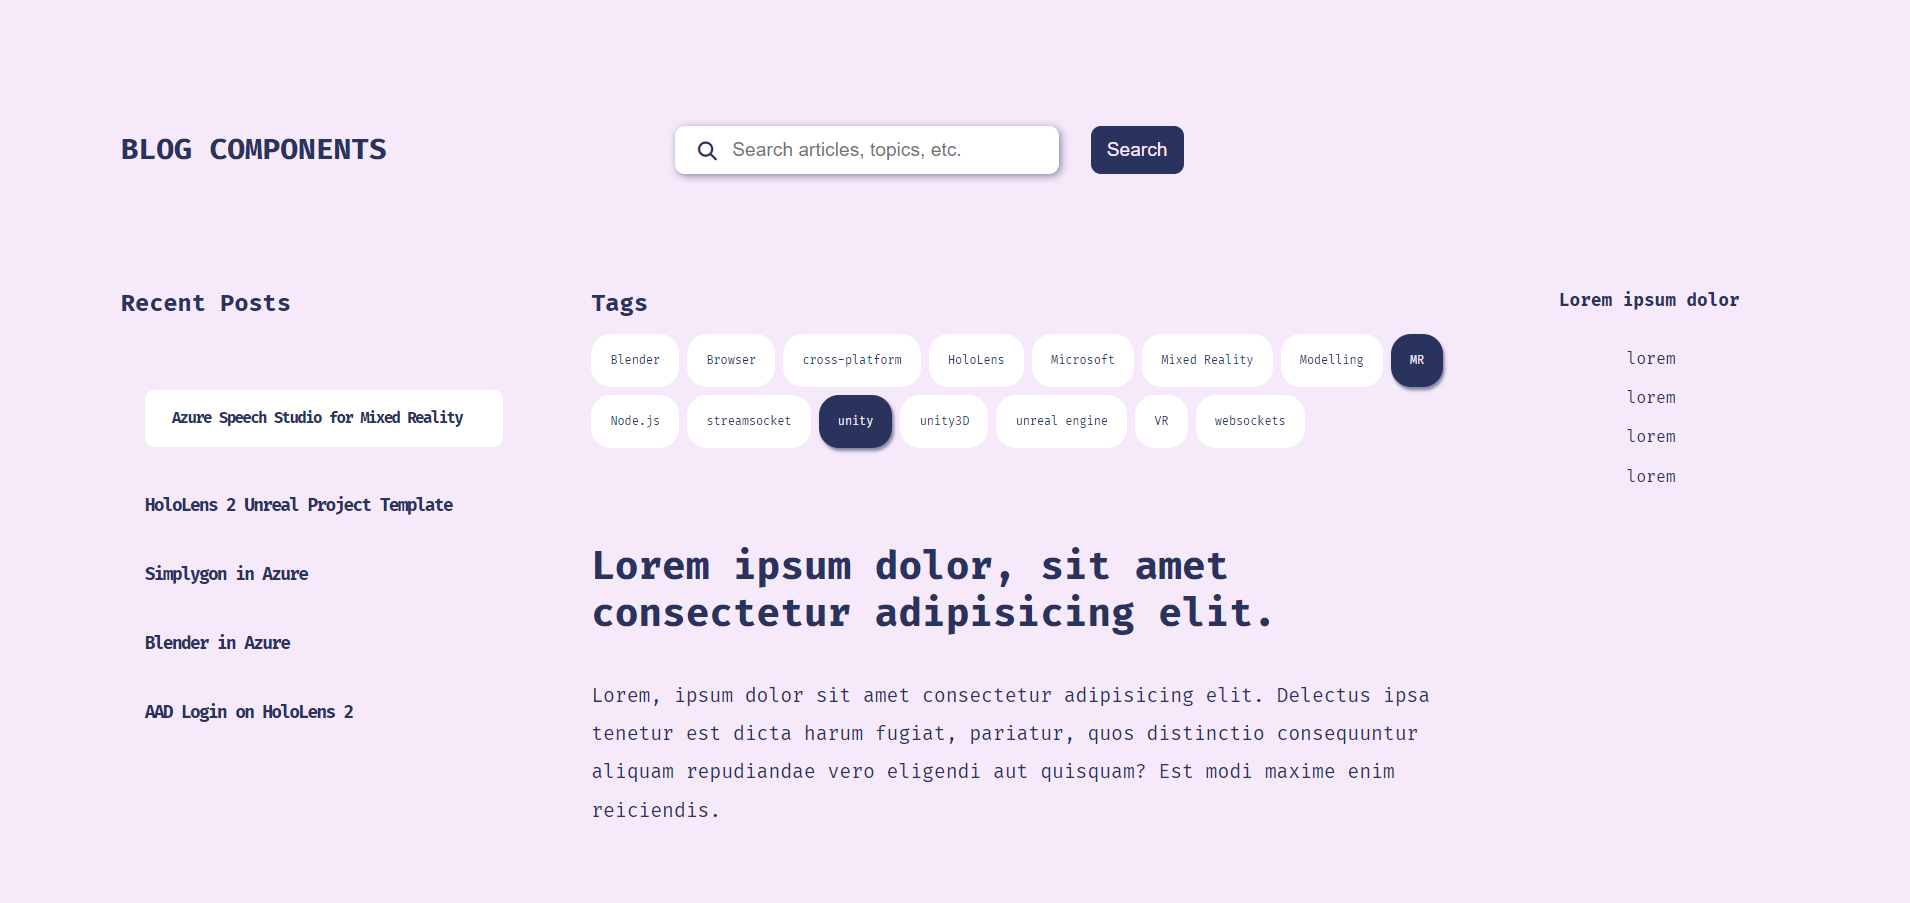 BLOG COMPONENTS
Search articles, topics, etc.
Search
Recent Posts
Azure Speech Studio for Mixed Reality
HoloLens 2 Unreal Project Template
Simplygon in Azure
Blender in Azure
AAD Login on HoloLens 2
Tags
Blender Browser cross-platform HoloLens Microsoft Mixed Reality Modelling MR
Node.js streamsocket unity unity3D unreal engine VR websockets
Lorem ipsum dolor, sit amet
consectetur adipisicing elit.
Lorem, ipsum dolor sit amet consectetur adipisicing elit. Delectus ipsa
tenetur est dicta harum fugiat, pariatur, quos distinctio consequuntur
aliquam repudiandae vero eligendi aut quisquam? Est modi maxime enim
reiciendis.
Lorem ipsum dolor
lorem
lorem
lorem
lorem